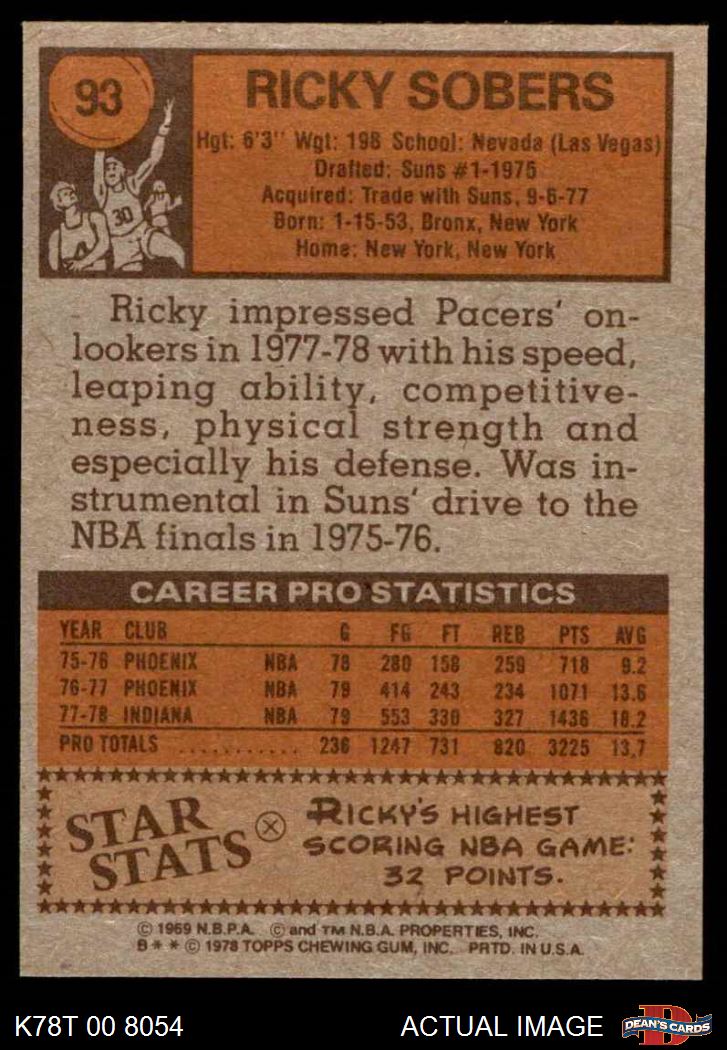 93
RICKY SOBERS
Hgt: 6'3" Wgt: 198 School: Nevada (Las Vegas)
Drafted: Suns #1-1975
Acquired: Trade with Suns, 9-6-77
Born: 1-15-53, Bronx, New York
Home: New York, New York
30
Ricky impressed Pacers' on-
lookers in 1977-78 with his speed,
leaping ability, competitive-
ness, physical strength and
especially his defense. Was in-
strumental in Suns' drive to the
NBA finals in 1975-76.
CAREER PRO STATISTICS
YEAR CLUB G FG FT REB PTS AVG
75-76 PHOENIX NBA 78 280 158 259 718 9.2
76-77 PHOENIX NBA 79 414 243 234 1071 13.6
77-78 INDIANA NBA 79 553 330 327 1436 18.2
PRO TOTALS ........... 236 1247 731 820 3225 13.7
STAR
STATS
RICKY'S HIGHEST
SCORING NBA GAME:
32 POINTS.
© 1969 N.B.P.A. © and TM N.B.A. PROPERTIES, INC.
B * * © 1978 TOPPS CHEWING GUM, INC. PRTD. IN U.S.A.
K78T 00 8054 ACTUAL IMAGE
D
DEAN'S CARDS